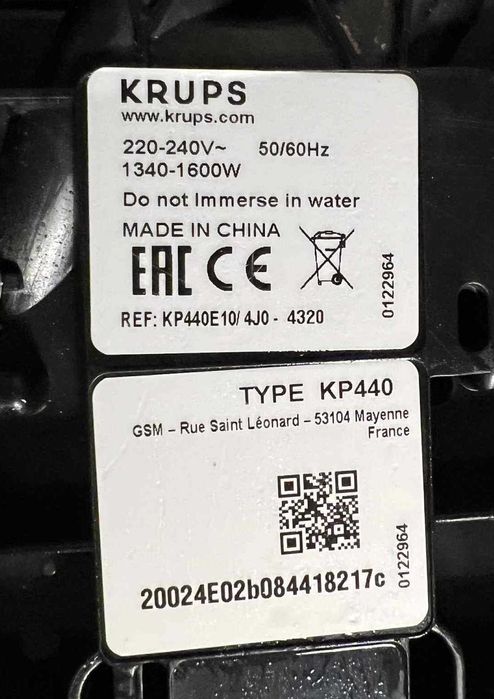 KRUPS
www.krups.com
220-240V~ 50/60Hz
1340-1600W
Do not Immerse in water
MADE IN CHINA
EAC CE
0122964
REF: KP440E10/ 4J0 - 4320
TYPE KP440
GSM – Rue Saint Léonard – 53104 Mayenne
France
0122964
20024E02b084418217c